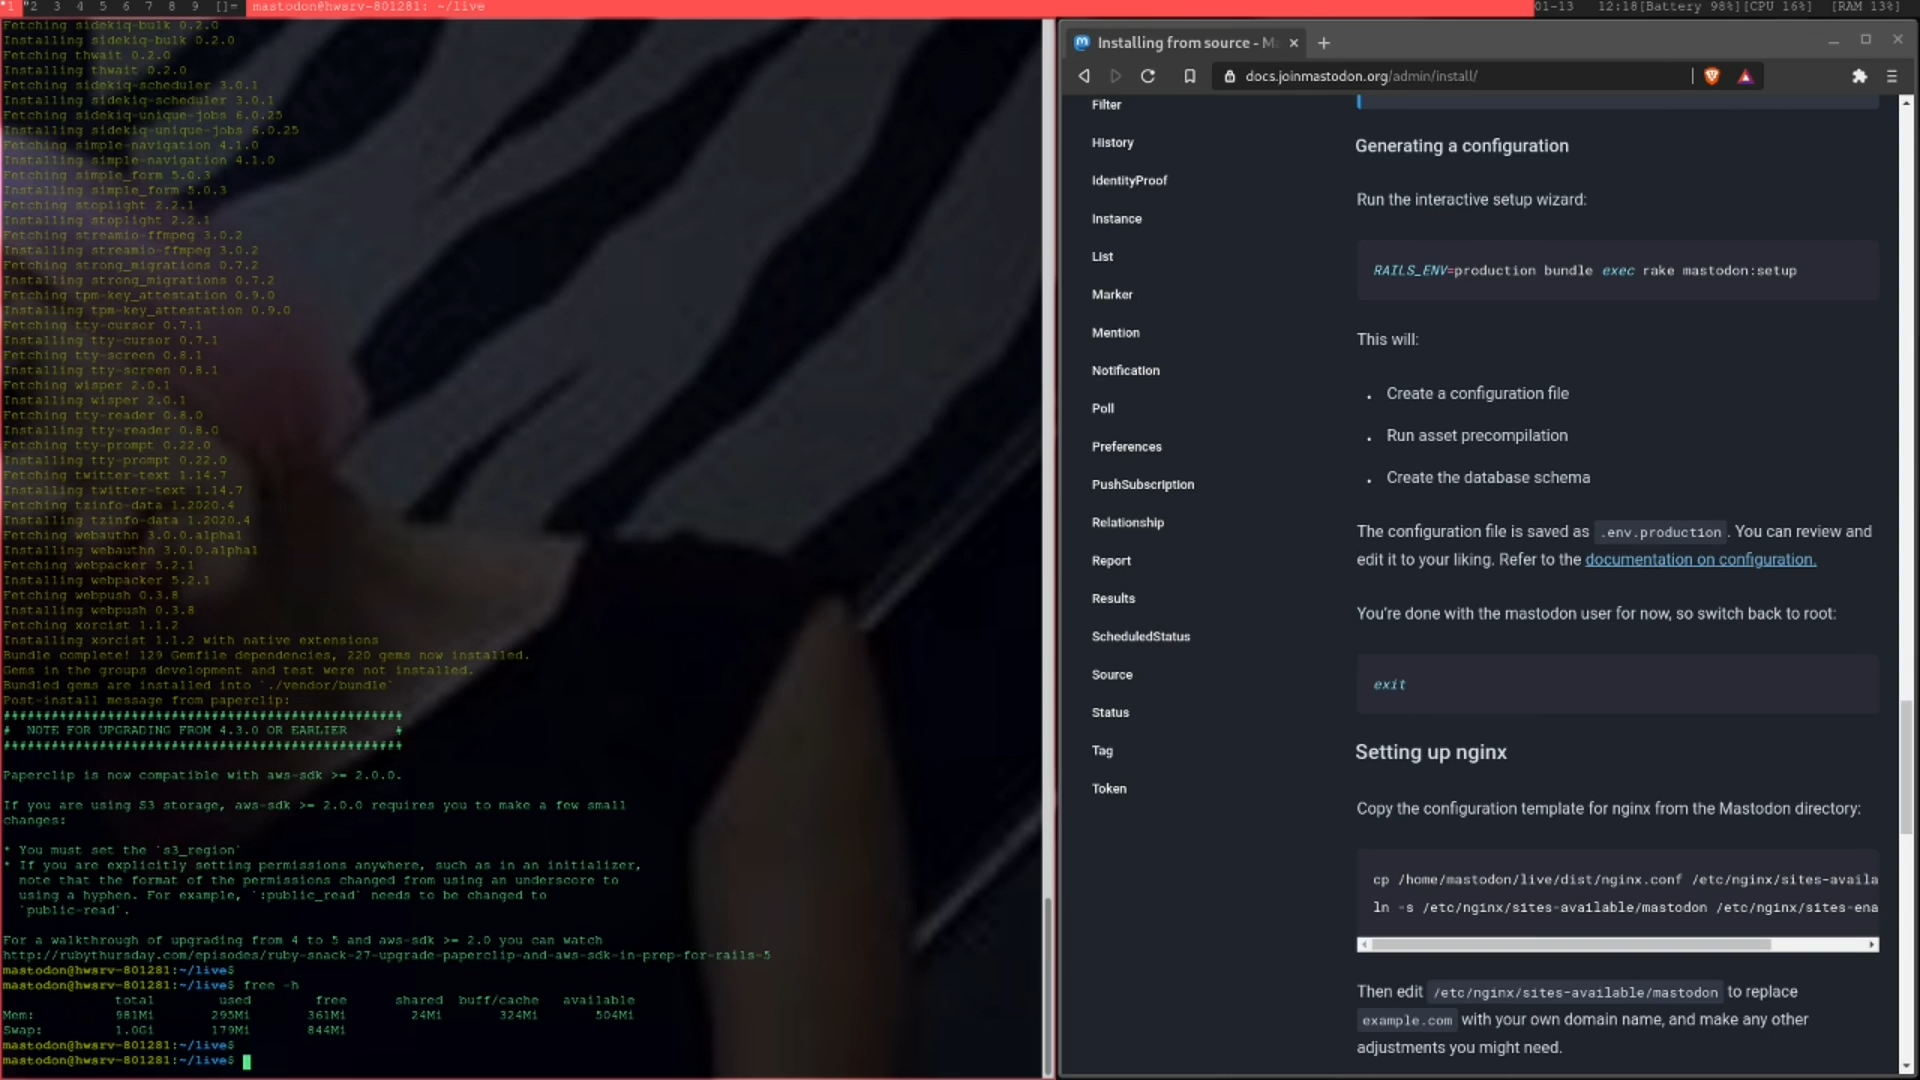 *1 "2 3 4 5 6 7 8 9 []= mastodon@hwsrv-801281: ~/live 01-13 12:18[Battery 98%][CPU 16%] [RAM 13%]
Fetching sidekiq-bulk 0.2.0
Installing sidekiq-bulk 0.2.0
Fetching thwait 0.2.0
Installing thwait 0.2.0
Fetching sidekiq-scheduler 3.0.1
Installing sidekiq-scheduler 3.0.1
Fetching sidekiq-unique-jobs 6.0.25
Installing sidekiq-unique-jobs 6.0.25
Fetching simple-navigation 4.1.0
Installing simple-navigation 4.1.0
Fetching simple_form 5.0.3
Installing simple_form 5.0.3
Fetching stoplight 2.2.1
Installing stoplight 2.2.1
Fetching streamio-ffmpeg 3.0.2
Installing streamio-ffmpeg 3.0.2
Fetching strong_migrations 0.7.2
Installing strong_migrations 0.7.2
Fetching tpm-key_attestation 0.9.0
Installing tpm-key_attestation 0.9.0
Fetching tty-cursor 0.7.1
Installing tty-cursor 0.7.1
Fetching tty-screen 0.8.1
Installing tty-screen 0.8.1
Fetching wisper 2.0.1
Installing wisper 2.0.1
Fetching tty-reader 0.8.0
Installing tty-reader 0.8.0
Fetching tty-prompt 0.22.0
Installing tty-prompt 0.22.0
Fetching twitter-text 1.14.7
Installing twitter-text 1.14.7
Fetching tzinfo-data 1.2020.4
Installing tzinfo-data 1.2020.4
Fetching webauthn 3.0.0.alpha1
Installing webauthn 3.0.0.alpha1
Fetching webpacker 5.2.1
Installing webpacker 5.2.1
Fetching webpush 0.3.8
Installing webpush 0.3.8
Fetching xorcist 1.1.2
Installing xorcist 1.1.2 with native extensions
Bundle complete! 129 Gemfile dependencies, 220 gems now installed.
Gems in the groups development and test were not installed.
Bundled gems are installed into `./vendor/bundle`
Post-install message from paperclip:
##################################################
#  NOTE FOR UPGRADING FROM 4.3.0 OR EARLIER      #
##################################################
Paperclip is now compatible with aws-sdk >= 2.0.0.
If you are using S3 storage, aws-sdk >= 2.0.0 requires you to make a few small
changes:
* You must set the `s3_region`
* If you are explicitly setting permissions anywhere, such as in an initializer,
note that the format of the permissions changed from using an underscore to
using a hyphen. For example, `:public_read` needs to be changed to
`public-read`.
For a walkthrough of upgrading from 4 to 5 and aws-sdk >= 2.0 you can watch
http://rubythursday.com/episodes/ruby-snack-27-upgrade-paperclip-and-aws-sdk-in-prep-for-rails-5
mastodon@hwsrv-801281:~/live$
mastodon@hwsrv-801281:~/live$ free -h
total used free shared buff/cache available
Mem: 981Mi 295Mi 361Mi 24Mi 324Mi 504Mi
Swap: 1.0Gi 179Mi 844Mi
mastodon@hwsrv-801281:~/live$
mastodon@hwsrv-801281:~/live$
Installing from source - M
docs.joinmastodon.org/admin/install/
Filter
History
IdentityProof
Instance
List
Marker
Mention
Notification
Poll
Preferences
PushSubscription
Relationship
Report
Results
ScheduledStatus
Source
Status
Tag
Token
Generating a configuration
Run the interactive setup wizard:
RAILS_ENV=production bundle exec rake mastodon:setup
This will:
• Create a configuration file
• Run asset precompilation
• Create the database schema
The configuration file is saved as .env.production. You can review and
edit it to your liking. Refer to the documentation on configuration.
You're done with the mastodon user for now, so switch back to root:
exit
Setting up nginx
Copy the configuration template for nginx from the Mastodon directory:
cp /home/mastodon/live/dist/nginx.conf /etc/nginx/sites-availa
ln -s /etc/nginx/sites-available/mastodon /etc/nginx/sites-ena
Then edit /etc/nginx/sites-available/mastodon to replace
example.com with your own domain name, and make any other
adjustments you might need.